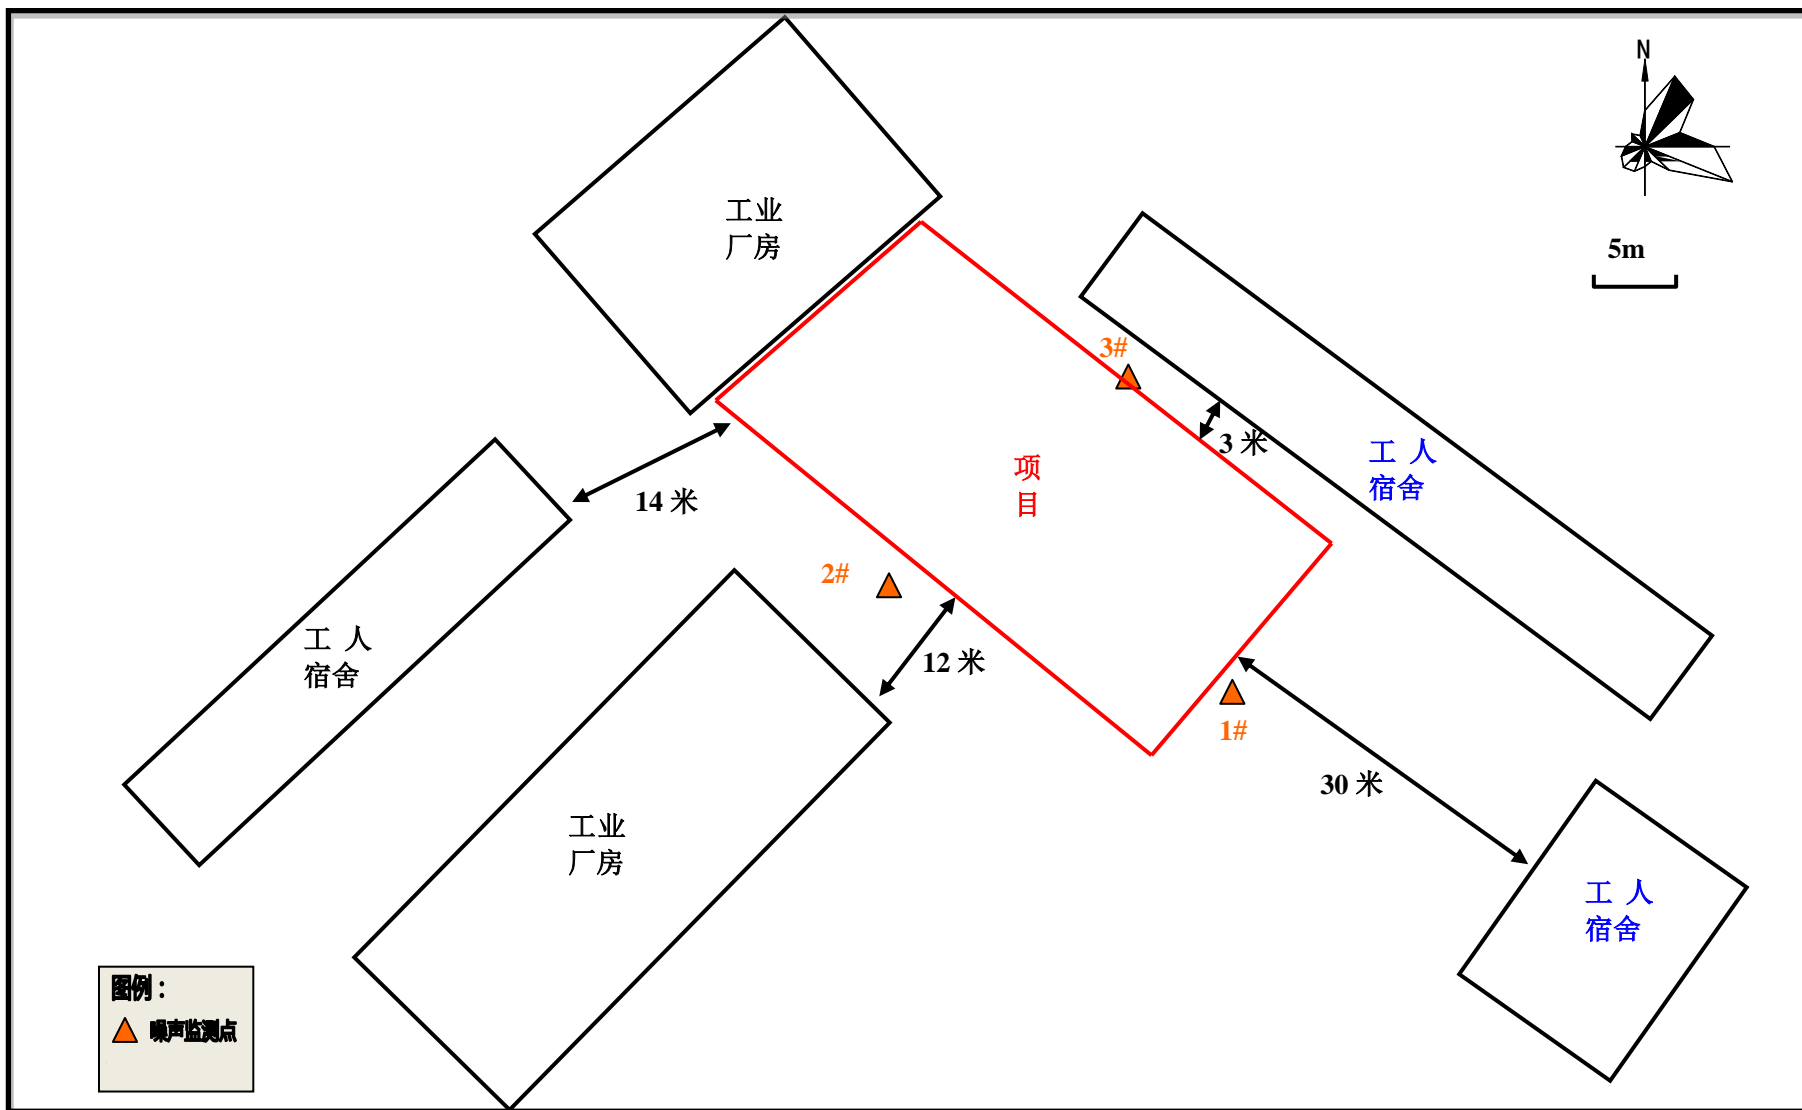 N
工业
厂房
5m
3#
3 米
工 人
宿舍
项
目
14 米
2#
12 米
工 人
宿舍
1#
30 米
工业
厂房
工 人
宿舍
图例：
噪声监测点